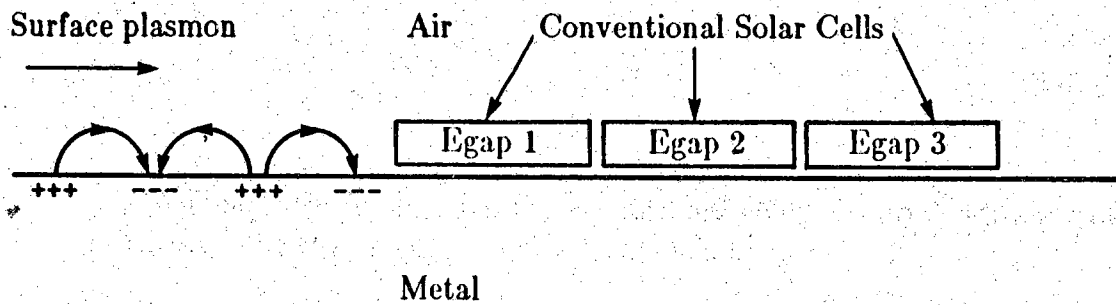 Surface plasmon Air Conventional Solar Cells
Egap 1 Egap 2 Egap 3
+++ --- +++ ---
Metal